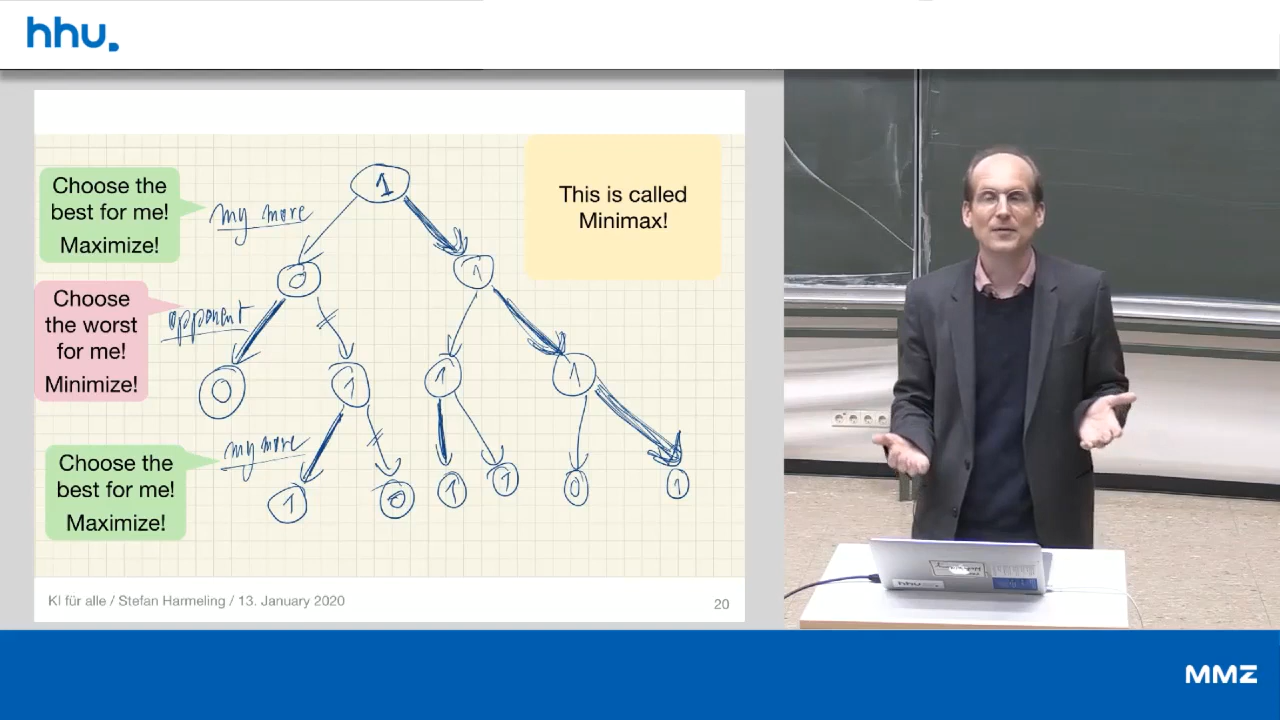 hhu.
Choose the
best for me!
Maximize!
my move
1
This is called
Minimax!
0
1
Choose
the worst
for me!
Minimize!
opponent
0
1
1
1
Choose the
best for me!
Maximize!
my move
1
0
1
1
0
1
KI für alle / Stefan Harmeling / 13. January 2020
20
hhu.
MMZ